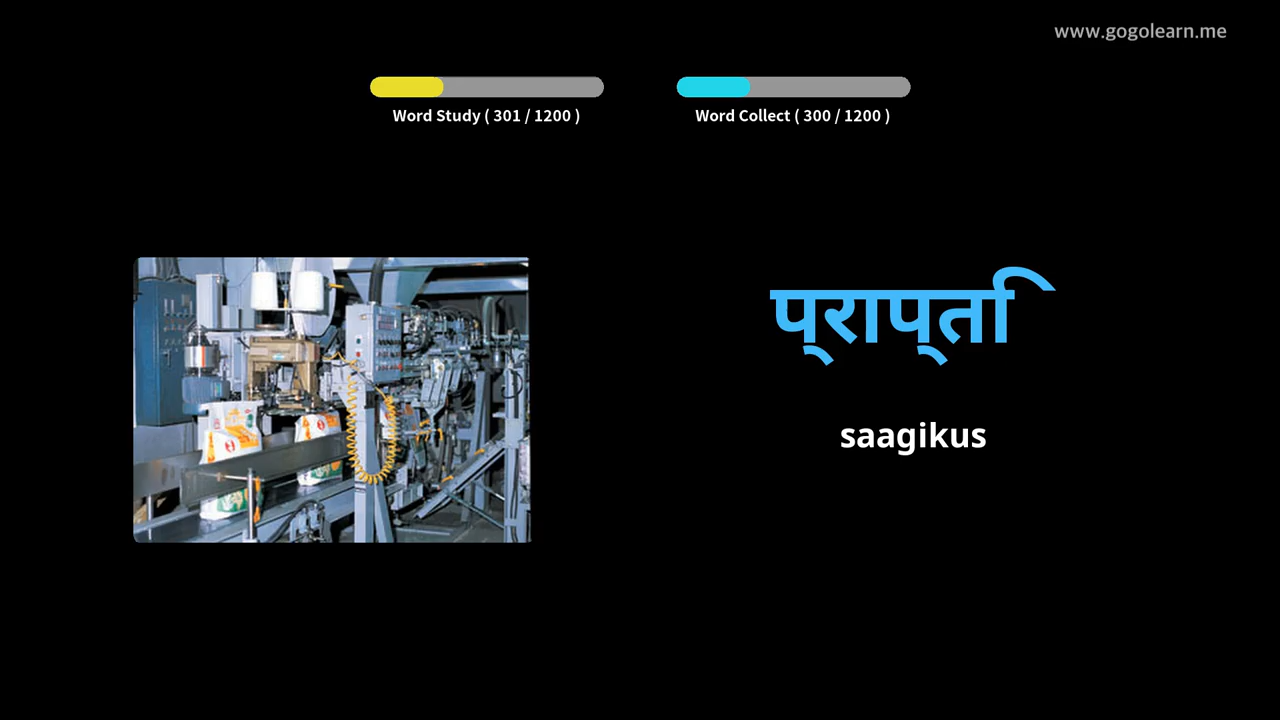 www.gogolearn.me
Word Study ( 301 / 1200 )
Word Collect ( 300 / 1200 )
प्राप्ति
saagikus